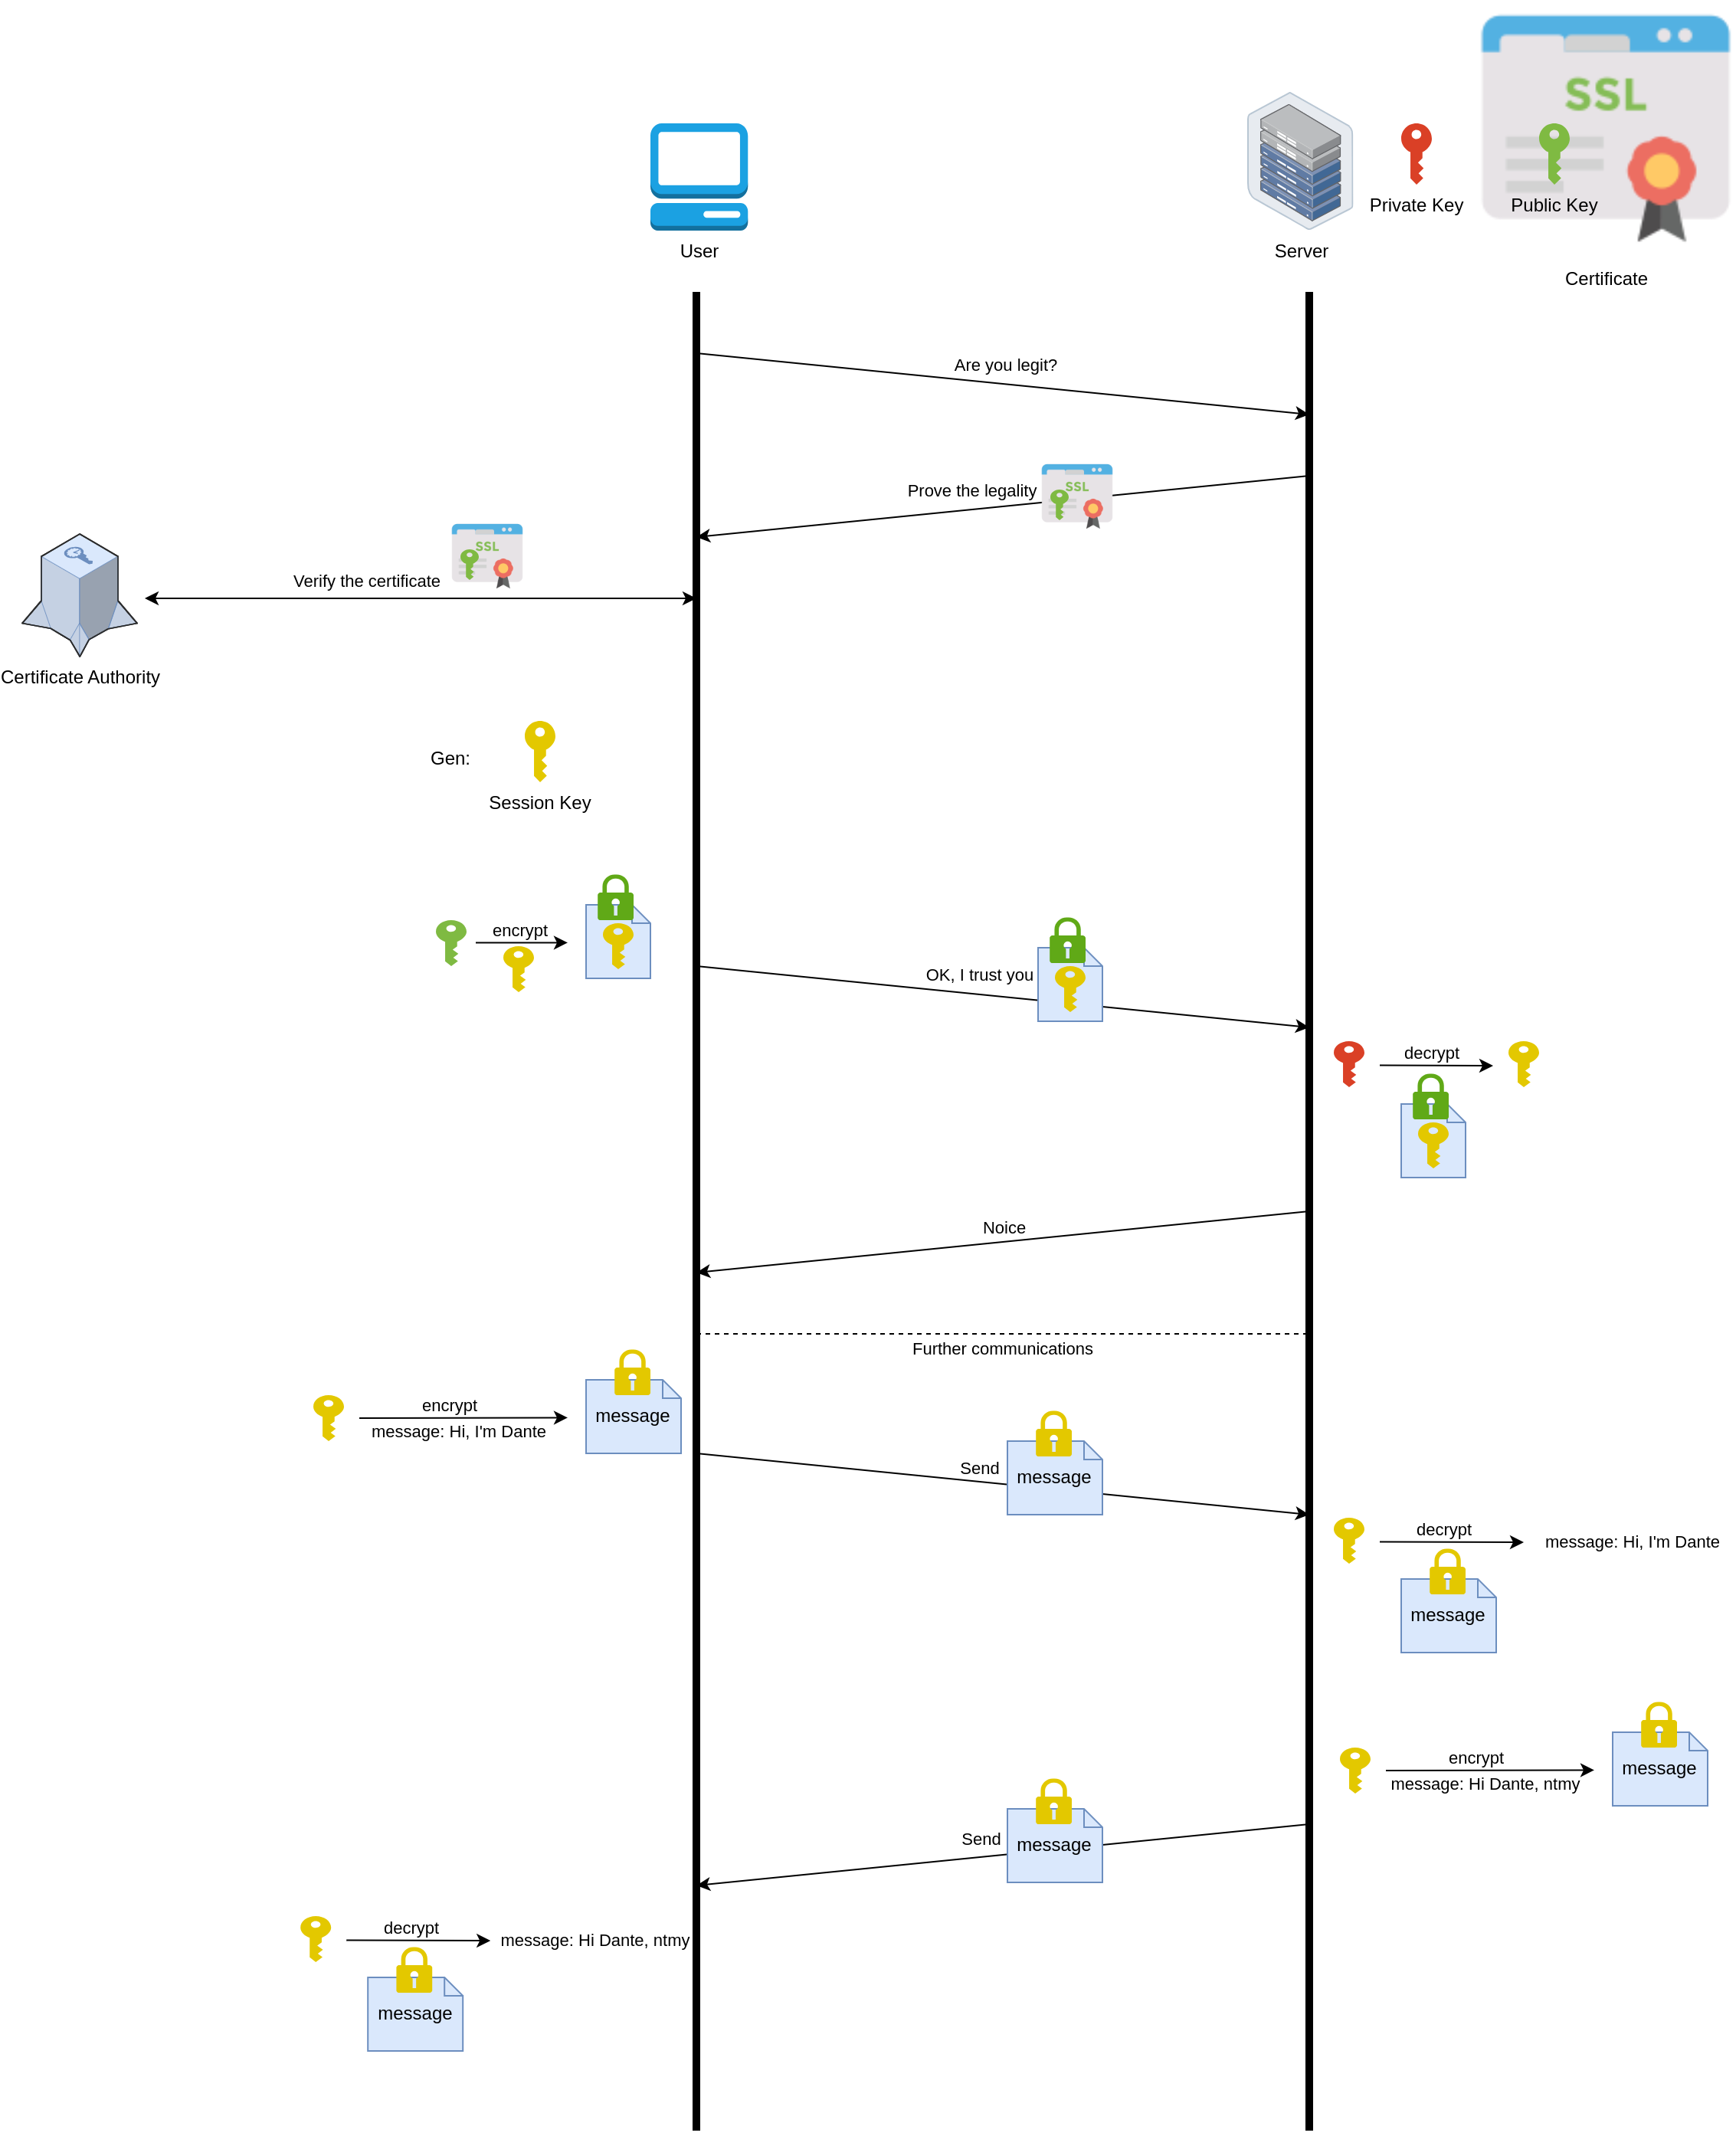 SSL
Private Key
Public Key
User
Server
Certificate
Are you legit?
Prove the legality
SSL
SSL
Verify the certificate
Certificate Authority
Gen:
Session Key
encrypt
OK, I trust you
decrypt
Noice
Further communications
encrypt
message: Hi, I'm Dante
message
Send
message
decrypt
message: Hi, I'm Dante
message
encrypt
message: Hi Dante, ntmy
message
Send
message
decrypt
message: Hi Dante, ntmy
message